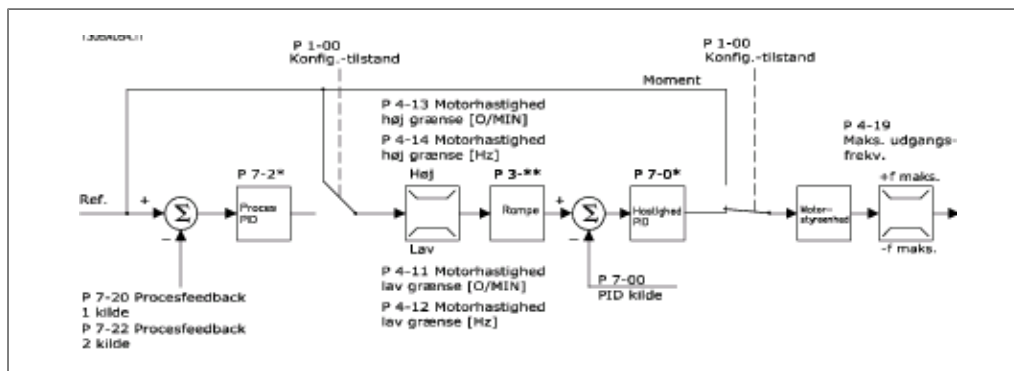 P 1-00
Konfig.-tilstand
P 1-00
Konfig.-tilstand
Moment
P 4-13 Motorhastighed
høj grænse [O/MIN]
P 4-14 Motorhastighed
høj grænse [Hz]
P 4-19
Maks. udgangs-
frekv.
P 7-2*
Høj
P 3-**
P 7-0*
+f maks.
Ref.
+
Σ
Proces
PID
Rampe
+
Σ
Hastighed
PID
Motor-
styreenhed
−
Lav
−
-f maks.
P 4-11 Motorhastighed
lav grænse [O/MIN]
P 4-12 Motorhastighed
lav grænse [Hz]
P 7-00
PID kilde
P 7-20 Procesfeedback
1 kilde
P 7-22 Procesfeedback
2 kilde